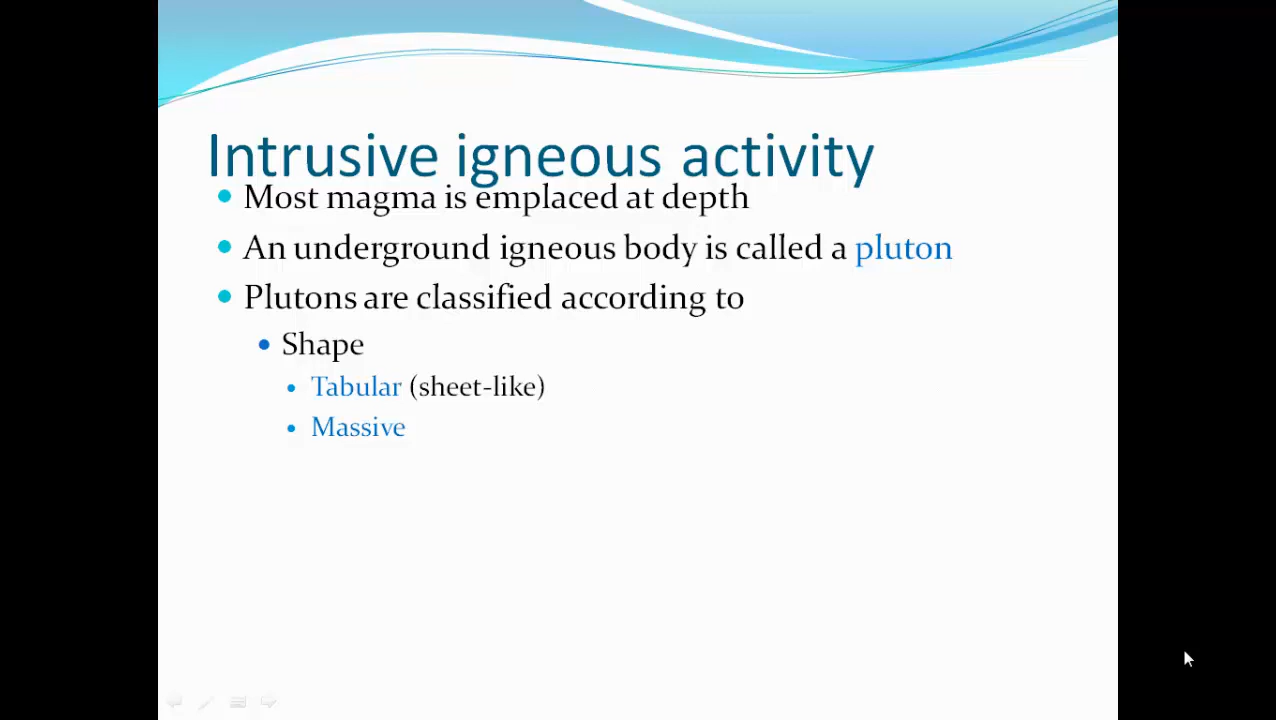 Intrusive igneous activity
Most magma is emplaced at depth
An underground igneous body is called a pluton
Plutons are classified according to
Shape
Tabular (sheet-like)
Massive